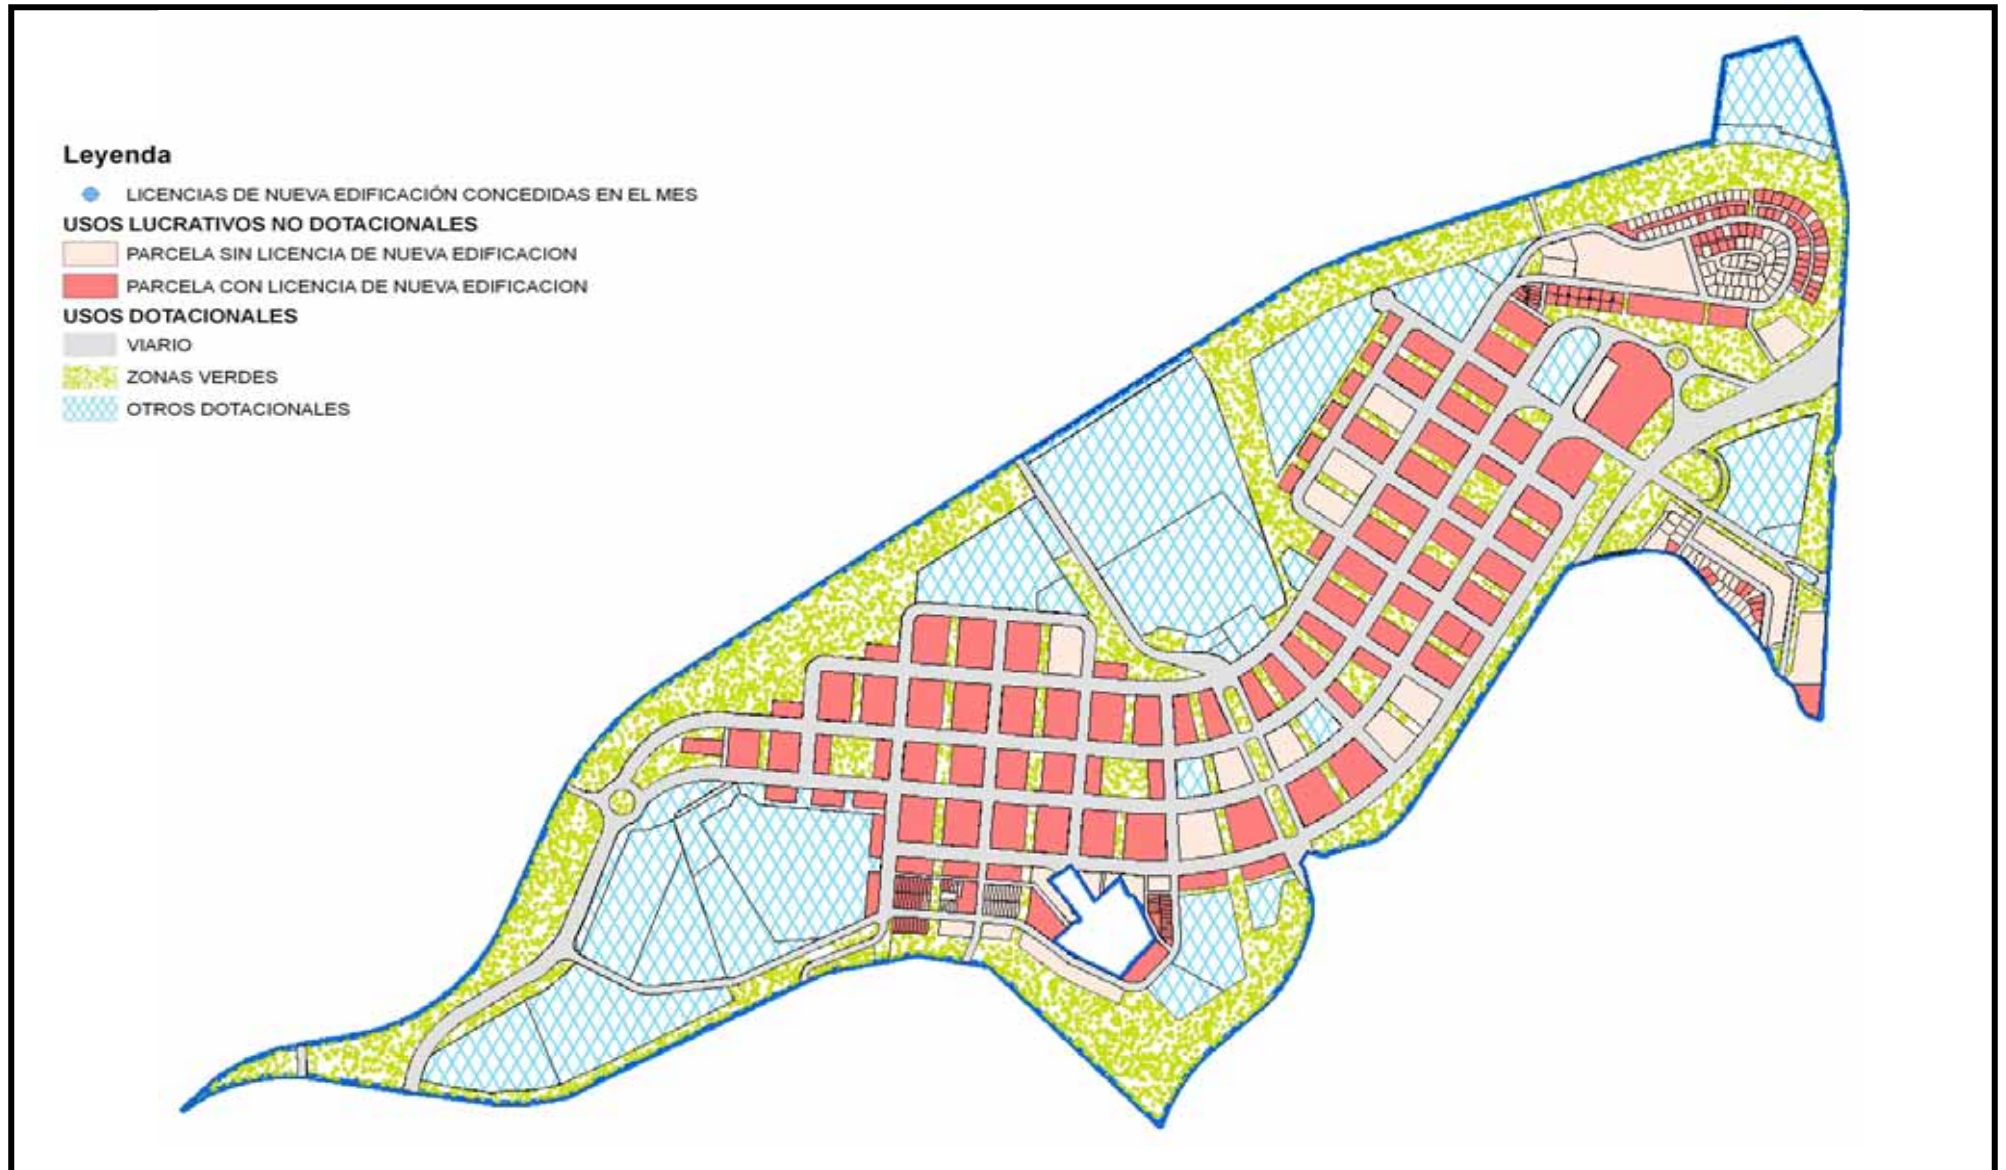 Leyenda
LICENCIAS DE NUEVA EDIFICACIÓN CONCEDIDAS EN EL MES
USOS LUCRATIVOS NO DOTACIONALES
PARCELA SIN LICENCIA DE NUEVA EDIFICACION
PARCELA CON LICENCIA DE NUEVA EDIFICACION
USOS DOTACIONALES
VIARIO
ZONAS VERDES
OTROS DOTACIONALES